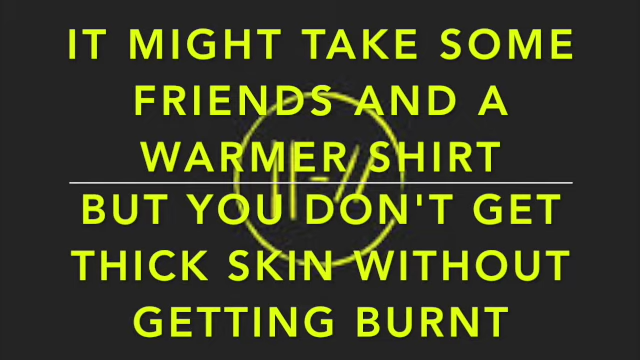 IT MIGHT TAKE SOME
FRIENDS AND A
WARMER SHIRT
BUT YOU DON'T GET
THICK SKIN WITHOUT
GETTING BURNT